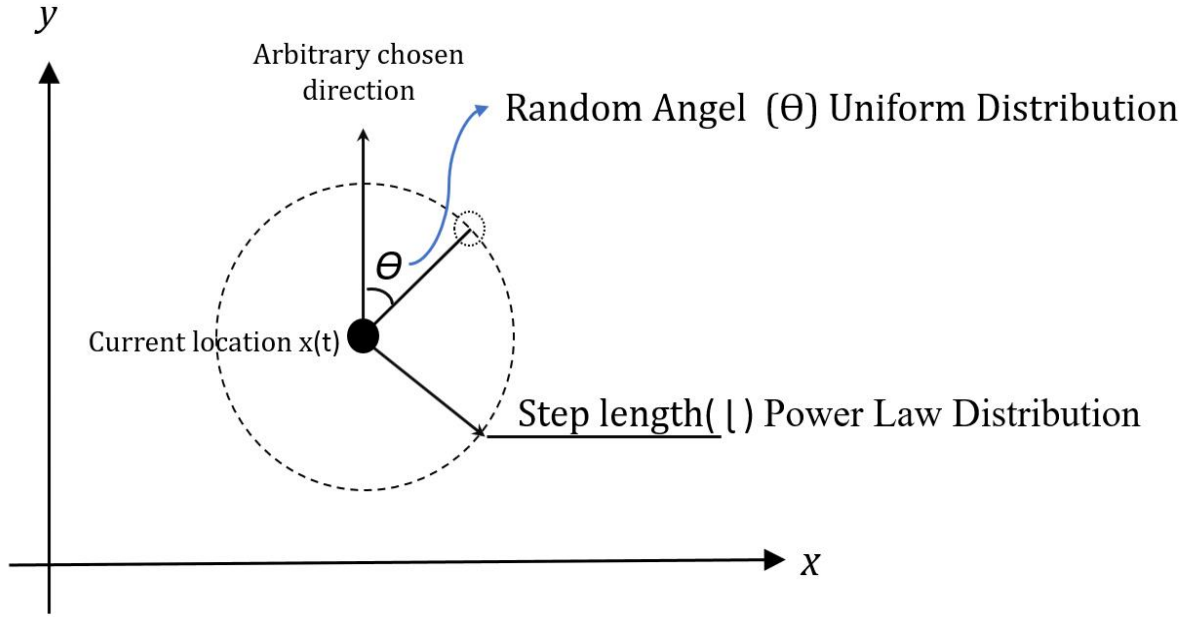 y
Arbitrary chosen
direction
Random Angel (Θ) Uniform Distribution
Θ
Current location x(t)
Step length( ⌊ ) Power Law Distribution
x